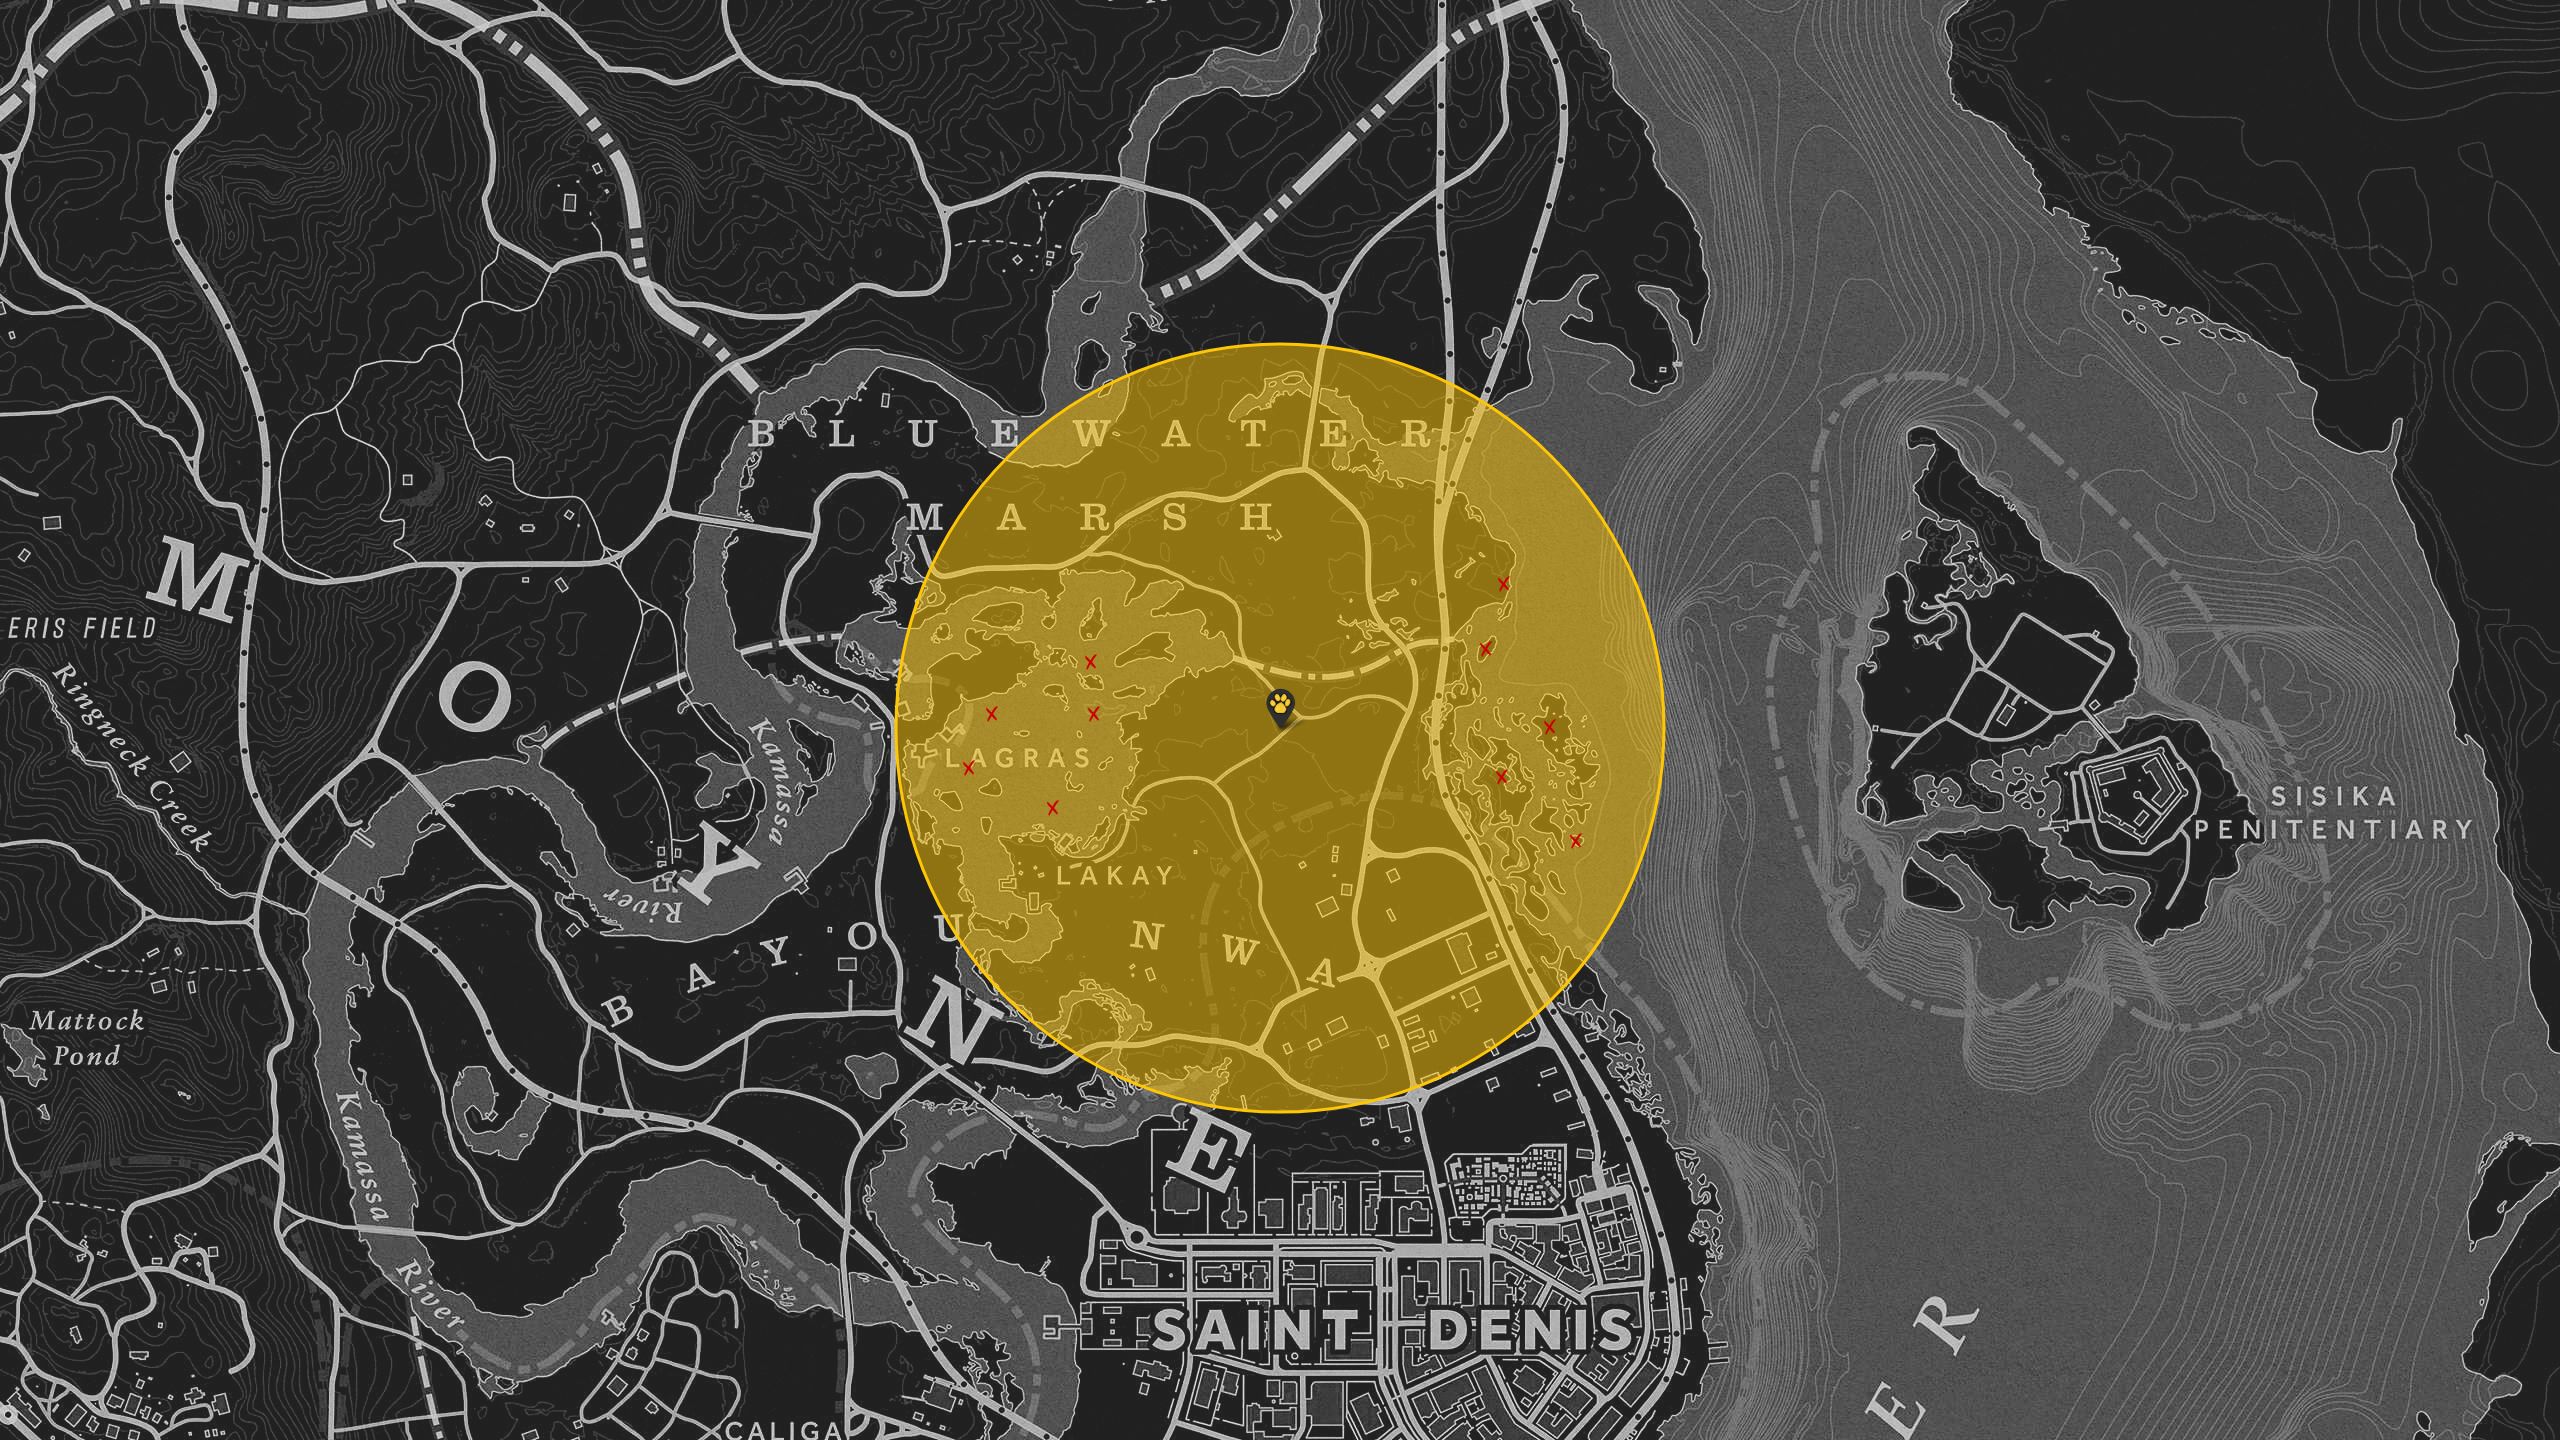 BLUEWATER
MARSH
ERIS FIELD
Ringneck Creek
MOYNE
Kamassa
River
LAGRAS
LAKAY
BAYOU NWA
SISIKA
PENITENTIARY
Mattock
Pond
Kamassa
River
SAINT DENIS
CALIGA
ER